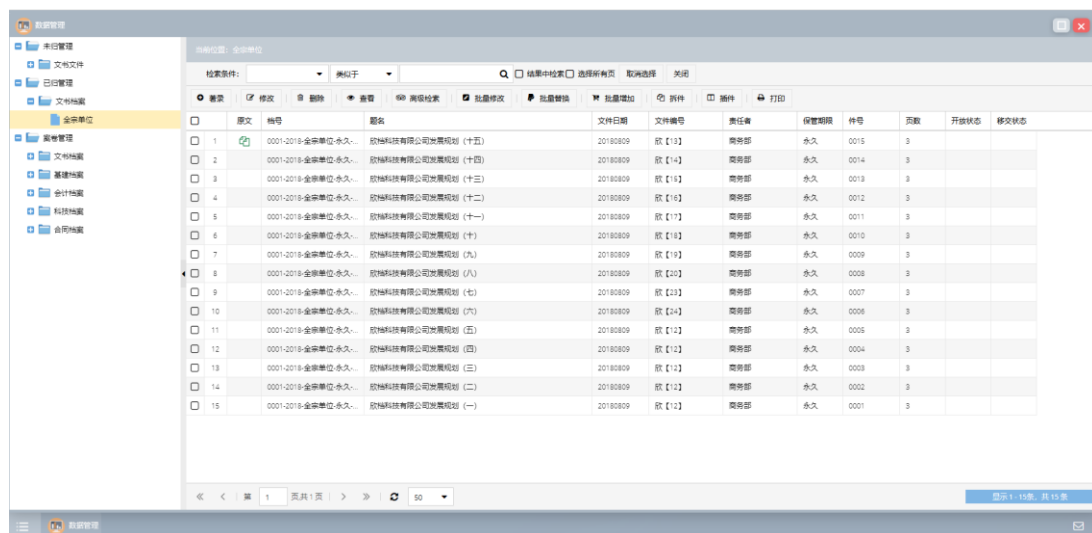 数据管理
未归管理
文书文件
已归管理
文书档案
全宗单位
案卷管理
文书档案
基建档案
会计档案
科技档案
合同档案
当前位置：全宗单位
检索条件： 类似于 结果中检索 选择所有页 取消选择 关闭
著录 修改 删除 查看 高级检索 批量修改 批量替换 批量增加 拆件 插件 打印
原文 档号 题名 文件日期 文件编号 责任者 保管期限 件号 页数 开放状态 移交状态
1 0001-2018-全宗单位-永久-... 欣档科技有限公司发展规划（十五） 20180809 欣【13】 商务部 永久 0015 3
2 0001-2018-全宗单位-永久-... 欣档科技有限公司发展规划（十四） 20180809 欣【14】 商务部 永久 0014 3
3 0001-2018-全宗单位-永久-... 欣档科技有限公司发展规划（十三） 20180809 欣【15】 商务部 永久 0013 3
4 0001-2018-全宗单位-永久-... 欣档科技有限公司发展规划（十二） 20180809 欣【16】 商务部 永久 0012 3
5 0001-2018-全宗单位-永久-... 欣档科技有限公司发展规划（十一） 20180809 欣【17】 商务部 永久 0011 3
6 0001-2018-全宗单位-永久-... 欣档科技有限公司发展规划（十） 20180809 欣【18】 商务部 永久 0010 3
7 0001-2018-全宗单位-永久-... 欣档科技有限公司发展规划（九） 20180809 欣【19】 商务部 永久 0009 3
8 0001-2018-全宗单位-永久-... 欣档科技有限公司发展规划（八） 20180809 欣【20】 商务部 永久 0008 3
9 0001-2018-全宗单位-永久-... 欣档科技有限公司发展规划（七） 20180809 欣【23】 商务部 永久 0007 3
10 0001-2018-全宗单位-永久-... 欣档科技有限公司发展规划（六） 20180809 欣【24】 商务部 永久 0006 3
11 0001-2018-全宗单位-永久-... 欣档科技有限公司发展规划（五） 20180809 欣【12】 商务部 永久 0005 3
12 0001-2018-全宗单位-永久-... 欣档科技有限公司发展规划（四） 20180809 欣【12】 商务部 永久 0004 3
13 0001-2018-全宗单位-永久-... 欣档科技有限公司发展规划（三） 20180809 欣【12】 商务部 永久 0003 3
14 0001-2018-全宗单位-永久-... 欣档科技有限公司发展规划（二） 20180809 欣【12】 商务部 永久 0002 3
15 0001-2018-全宗单位-永久-... 欣档科技有限公司发展规划（一） 20180809 欣【12】 商务部 永久 0001 3
第 1 页,共1页 50 显示 1 - 15条，共 15 条
数据管理